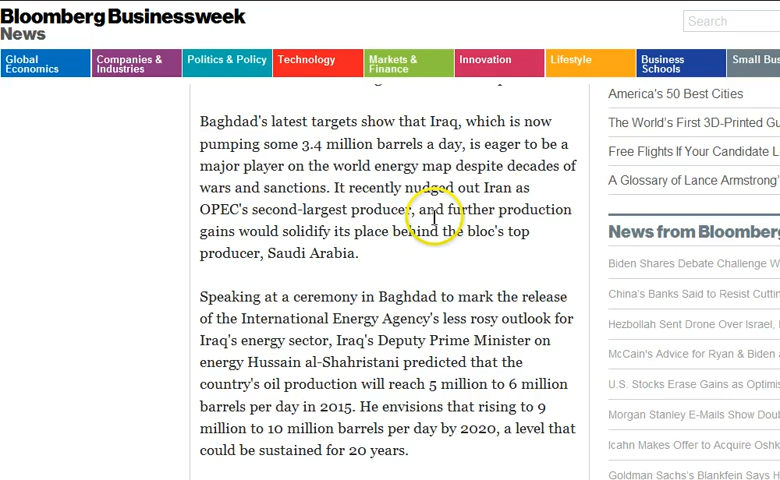 Bloomberg Businessweek
News
Search
Global
Economics
Companies &
Industries
Politics & Policy
Technology
Markets &
Finance
Innovation
Lifestyle
Business
Schools
Small Bus
Baghdad's latest targets show that Iraq, which is now
pumping some 3.4 million barrels a day, is eager to be a
major player on the world energy map despite decades of
wars and sanctions. It recently nudged out Iran as
OPEC's second-largest producer, and further production
gains would solidify its place behind the bloc's top
producer, Saudi Arabia.
Speaking at a ceremony in Baghdad to mark the release
of the International Energy Agency's less rosy outlook for
Iraq's energy sector, Iraq's Deputy Prime Minister on
energy Hussain al-Shahristani predicted that the
country's oil production will reach 5 million to 6 million
barrels per day in 2015. He envisions that rising to 9
million to 10 million barrels per day by 2020, a level that
could be sustained for 20 years.
America's 50 Best Cities
The World's First 3D-Printed Gu
Free Flights If Your Candidate L
A Glossary of Lance Armstrong'
News from Bloomberg
Biden Shares Debate Challenge W
China's Banks Said to Resist Cuttin
Hezbollah Sent Drone Over Israel,
McCain's Advice for Ryan & Biden
U.S. Stocks Erase Gains as Optimis
Morgan Stanley E-Mails Show Dou
Icahn Makes Offer to Acquire Oshk
Goldman Sachs's Blankfein Says H